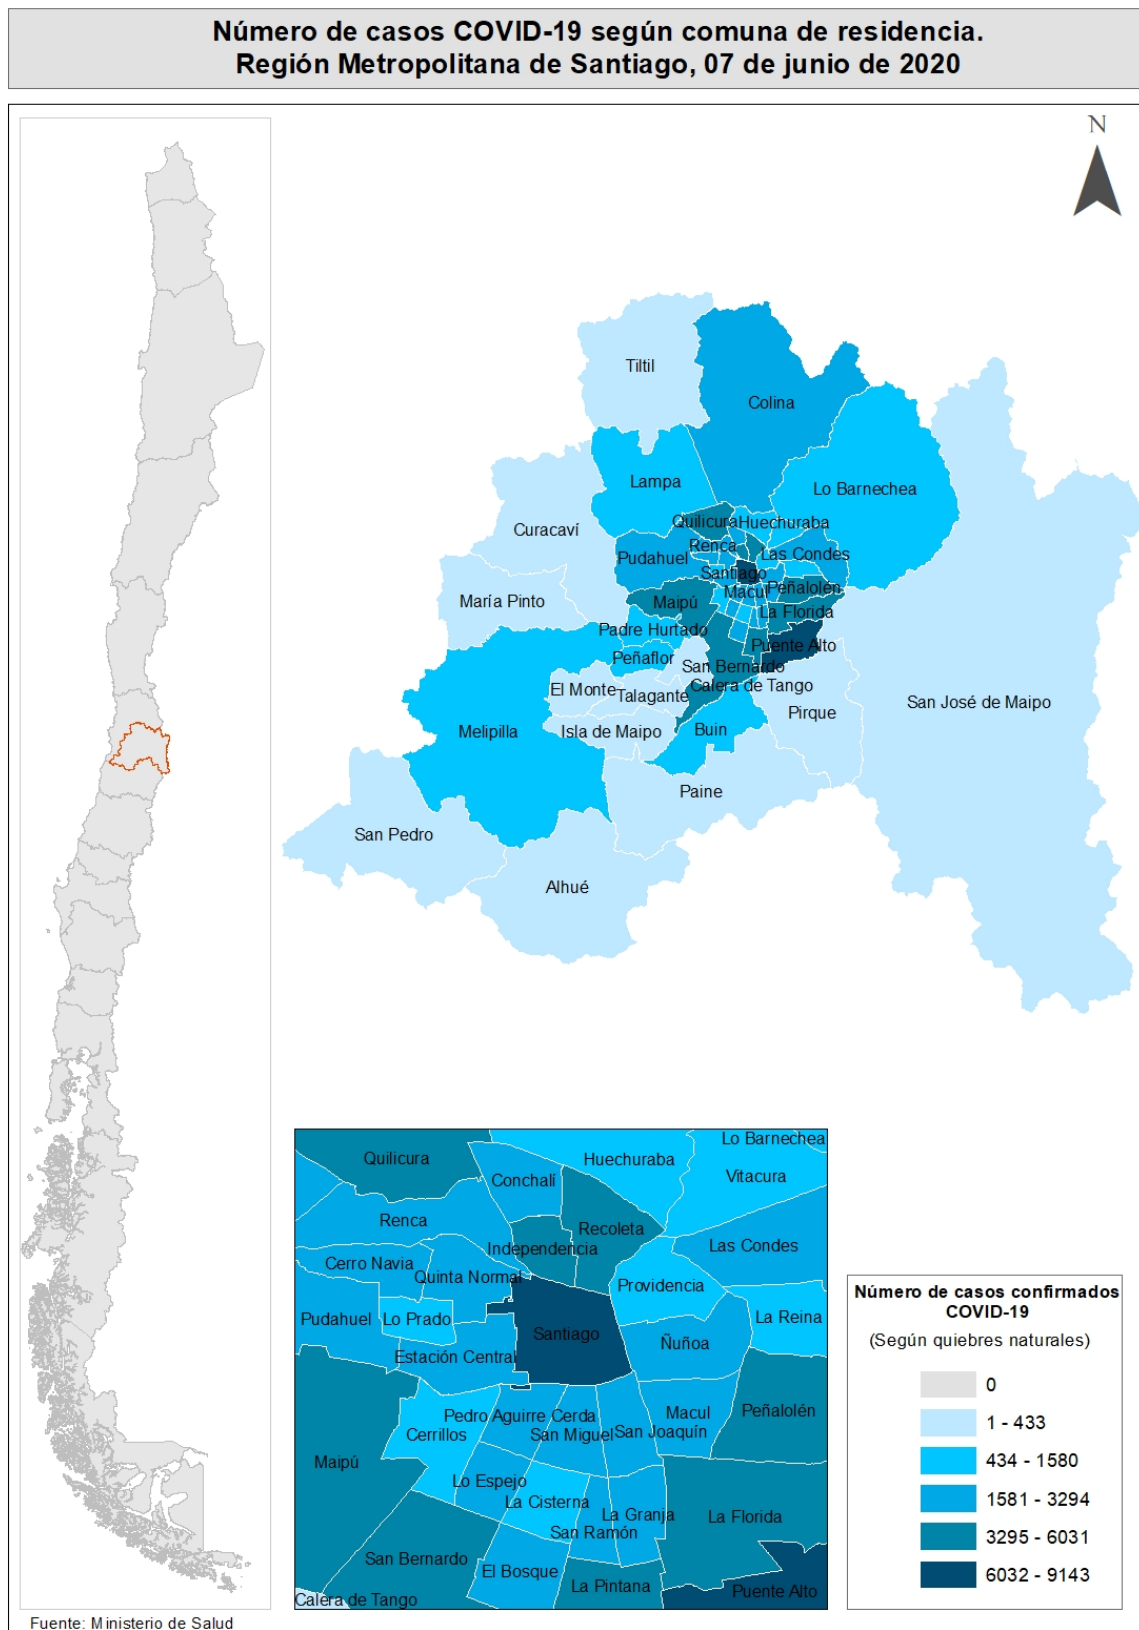 Número de casos COVID-19 según comuna de residencia.
Región Metropolitana de Santiago, 07 de junio de 2020
N
Tiltil
Colina
Lampa
Lo Barnechea
Curacaví
Quilicura
Huechuraba
Renca
Las Condes
Pudahuel
Santiago
Peñalolén
Macul
María Pinto
Maipú
La Florida
Padre Hurtado
Puente Alto
Peñaflor
San Bernardo
El Monte
Talagante
Calera de Tango
San José de Maipo
Pirque
Melipilla
Isla de Maipo
Buin
Paine
San Pedro
Alhué
Lo Barnechea
Quilicura
Huechuraba
Vitacura
Conchalí
Renca
Recoleta
Independencia
Las Condes
Cerro Navia
Quinta Normal
Providencia
Pudahuel
Lo Prado
La Reina
Santiago
Ñuñoa
Estación Central
Peñalolén
Pedro Aguirre Cerda
Macul
Cerrillos
San Miguel
San Joaquín
Maipú
Lo Espejo
La Cisterna
La Granja
La Florida
San Ramón
San Bernardo
El Bosque
La Pintana
Puente Alto
Calera de Tango
Número de casos confirmados
COVID-19
(Según quiebres naturales)
0
1 - 433
434 - 1580
1581 - 3294
3295 - 6031
6032 - 9143
Fuente: Ministerio de Salud